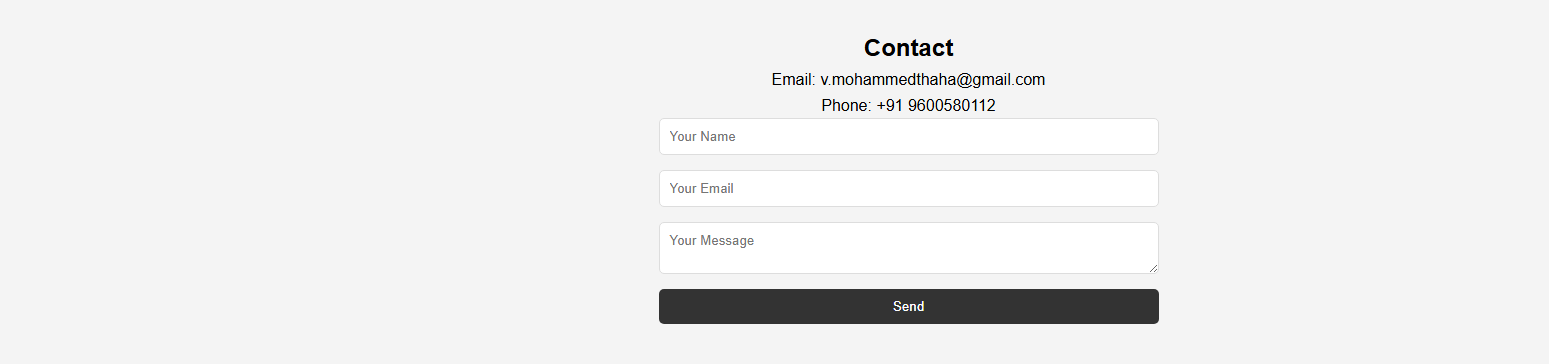 Contact
Email: v.mohammedthaha@gmail.com
Phone: +91 9600580112
Your Name
Your Email
Your Message
Send